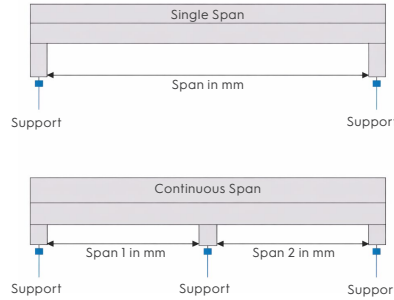 Single Span
Span in mm
Support Suppor
Continuous Span
Span 1 in mm Span 2 in mm
Support Support Suppor